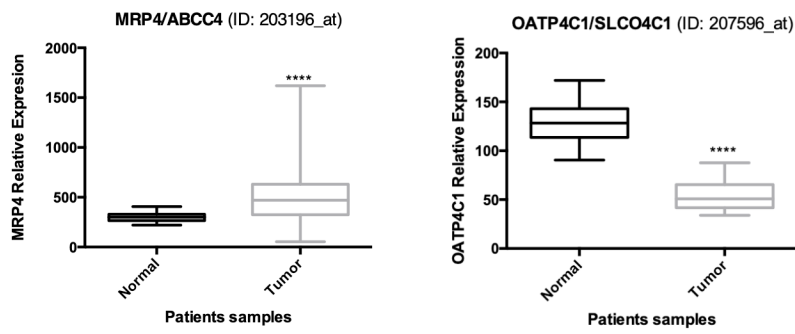 MRP4/ABCC4 (ID: 203196_at)
MRP4 Relative Expression
2000
1500
1000
500
0
****
Normal
Tumor
Patients samples
OATP4C1/SLCO4C1 (ID: 207596_at)
OATP4C1 Relative Expression
200
150
100
50
0
****
Normal
Tumor
Patients samples